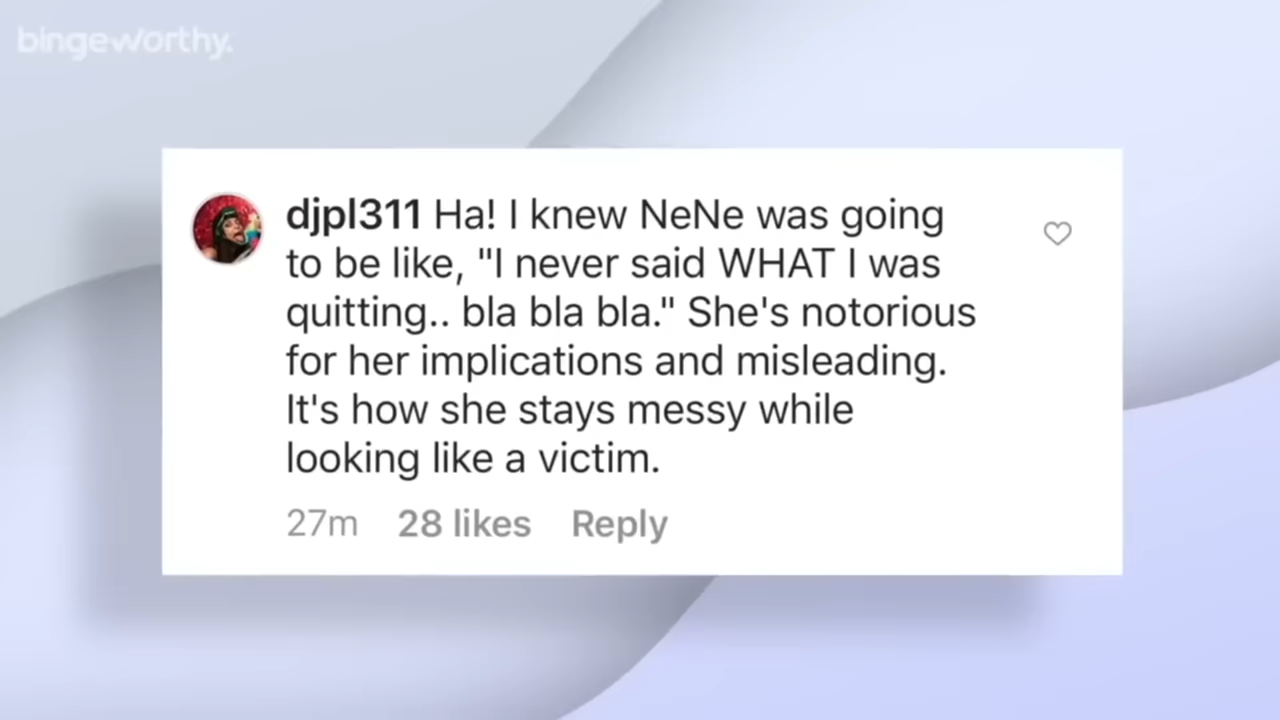 bingeworthy.
djpl311 Ha! I knew NeNe was going
to be like, "I never said WHAT I was
quitting.. bla bla bla." She's notorious
for her implications and misleading.
It's how she stays messy while
looking like a victim.
27m 28 likes Reply